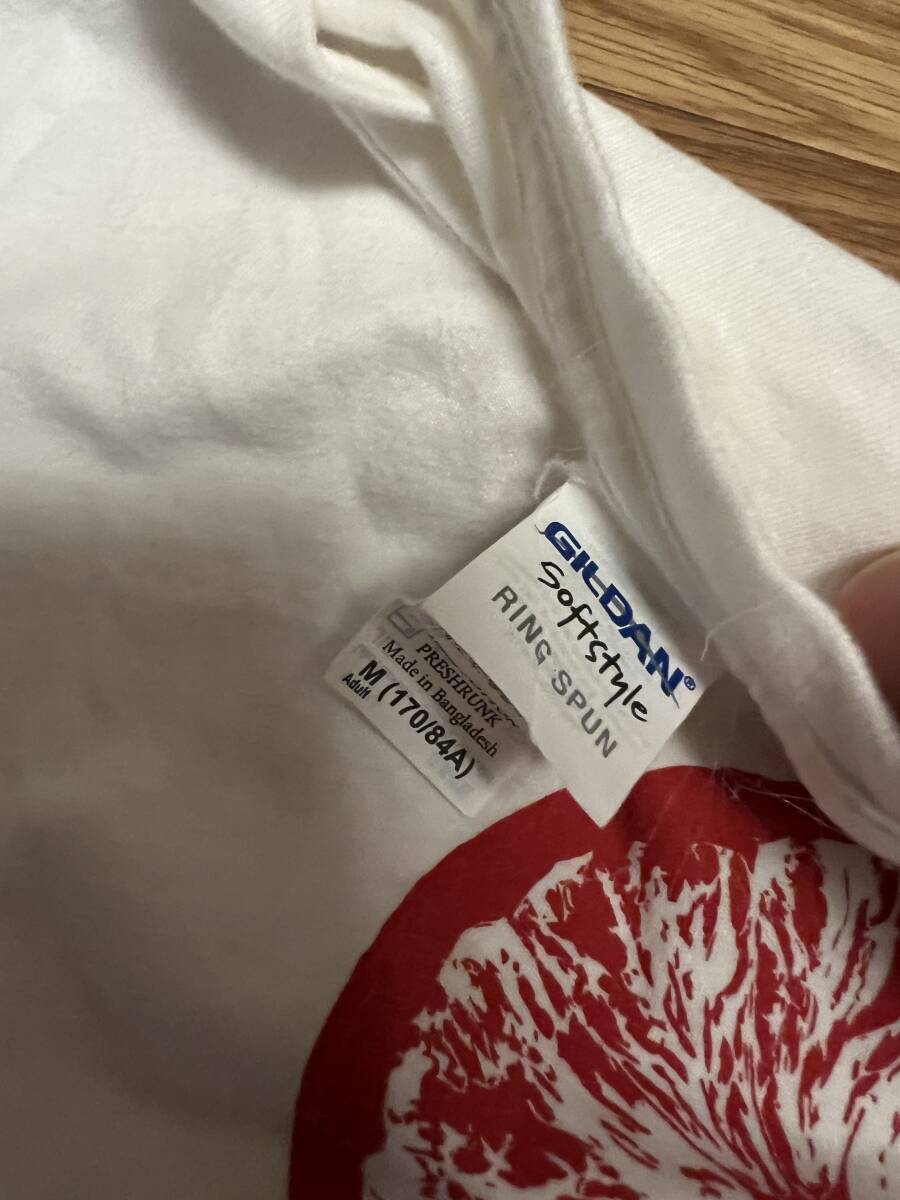 GILDAN®
Softstyle
RING SPUN
PRESHRUNK
Made in Bangladesh
M (170/84A)
Adult